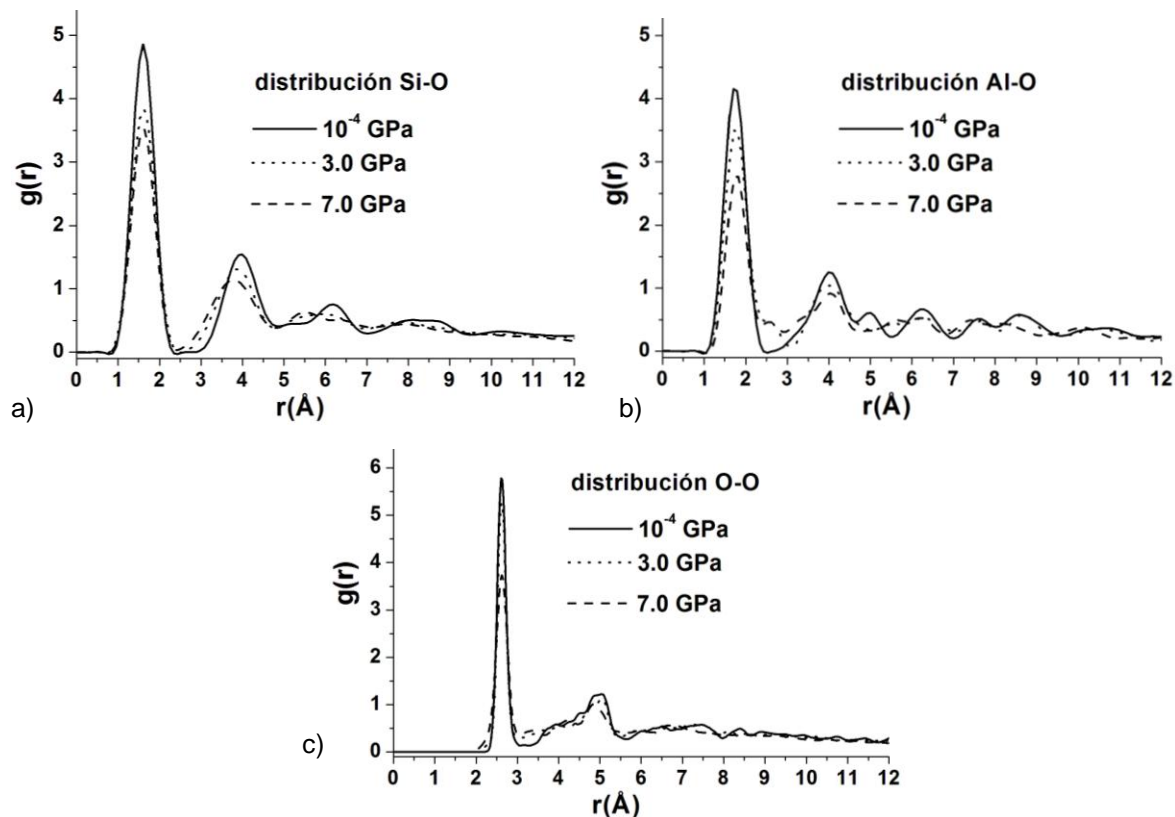 distribución Si-O
10⁻⁴ GPa
3.0 GPa
7.0 GPa
g(r)
5
4
3
2
1
0
0 1 2 3 4 5 6 7 8 9 10 11 12
r(Å)
a)
distribución Al-O
10⁻⁴ GPa
3.0 GPa
7.0 GPa
g(r)
5
4
3
2
1
0
0 1 2 3 4 5 6 7 8 9 10 11 12
r(Å)
b)
distribución O-O
10⁻⁴ GPa
3.0 GPa
7.0 GPa
g(r)
6
5
4
3
2
1
0
0 1 2 3 4 5 6 7 8 9 10 11 12
r(Å)
c)